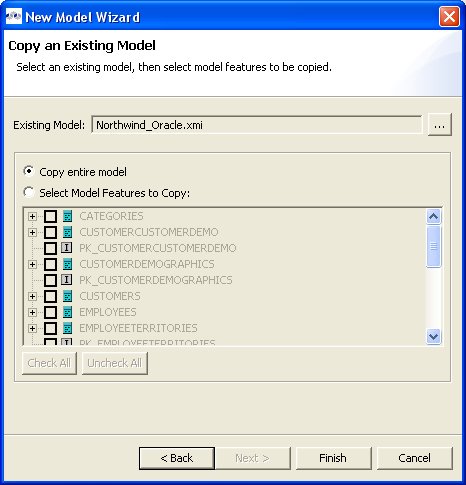 New Model Wizard
Copy an Existing Model
Select an existing model, then select model features to be copied.
Existing Model: Northwind_Oracle.xmi ...
Copy entire model
Select Model Features to Copy:
CATEGORIES
CUSTOMERCUSTOMERDEMO
PK_CUSTOMERCUSTOMERDEMO
CUSTOMERDEMOGRAPHICS
PK_CUSTOMERDEMOGRAPHICS
CUSTOMERS
EMPLOYEES
EMPLOYEETERRITORIES
PK_EMPLOYEETERRITORIES
Check All Uncheck All
< Back Next > Finish Cancel